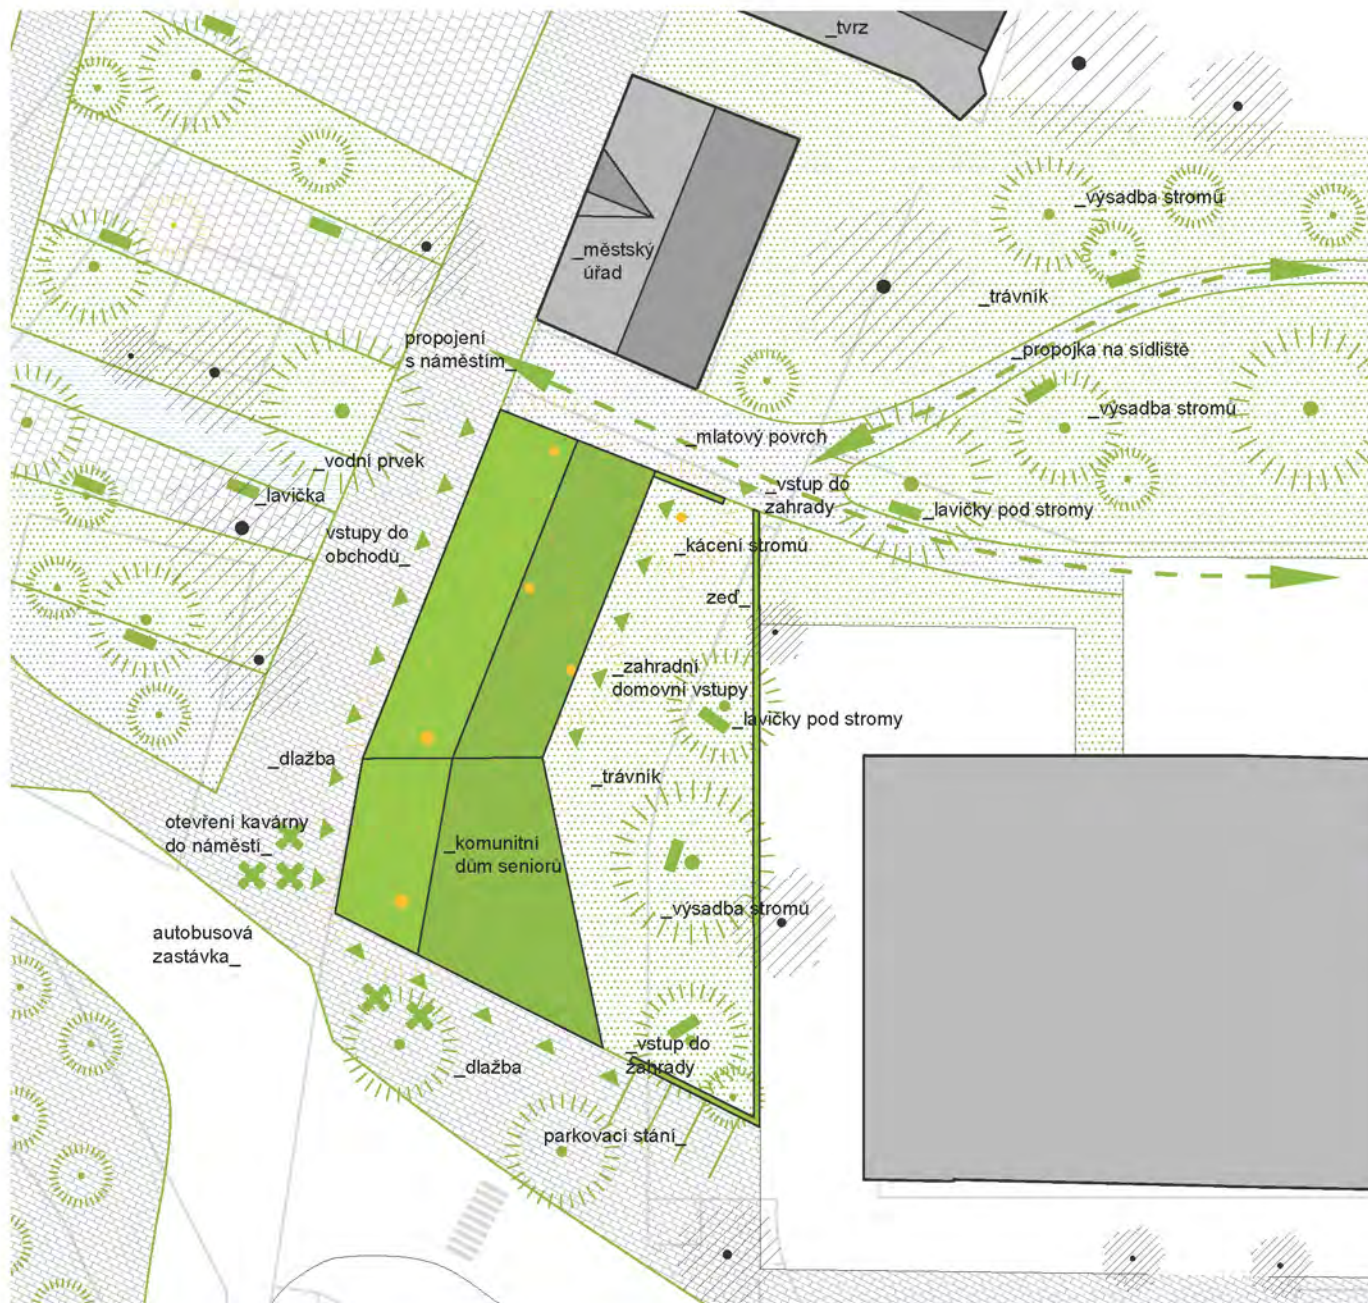 _tvrz
_výsadba stromů
_městský
úřad
_trávník
propojení
s náměstím_
_propojka na sídliště
_výsadba stromů
_mlatový povrch
_vodní prvek
_lavička
_vstup do
zahrady
_lavičky pod stromy
vstupy do
obchodů_
_kácení stromů
zeď_
_zahradní
domovní vstupy
_lavičky pod stromy
_dlažba
_trávník
otevření kavárny
do náměstí_
_komunitní
dům seniorů
_výsadba stromů
autobusová
zastávka_
_vstup do
zahrady
_dlažba
parkovací stání_